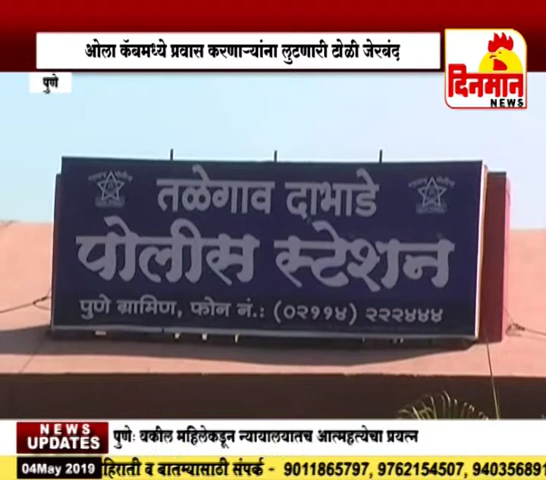 ओला कॅबमध्ये प्रवास करणाऱ्यांना लुटणारी टोळी जेरबंद
पुणे
दिनमान
NEWS
तळेगाव दाभाडे
पोलीस स्टेशन
पुणे ग्रामिण, फोन नं.: (०२११४) २२२४४४
NEWS
UPDATES
पुणेः वकील महिलेकडून न्यायालयातच आत्महत्येचा प्रयत्न
04May 2019
हिराती व बातम्यासाठी संपर्क - 9011865797, 9762154507, 940356891